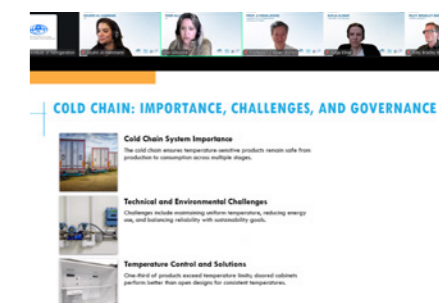 COLD CHAIN: IMPORTANCE, CHALLENGES, AND GOVERNANCE
Cold Chain System Importance
The cold chain ensures temperature-sensitive products remain safe from
production to consumption across multiple stages.
Technical and Environmental Challenges
Challenges include maintaining uniform temperature, reducing energy
use, and balancing reliability with sustainability goals.
Temperature Control and Solutions
One-third of products exceed temperature limits; doored cabinets
perform better than open designs for consistent temperatures.